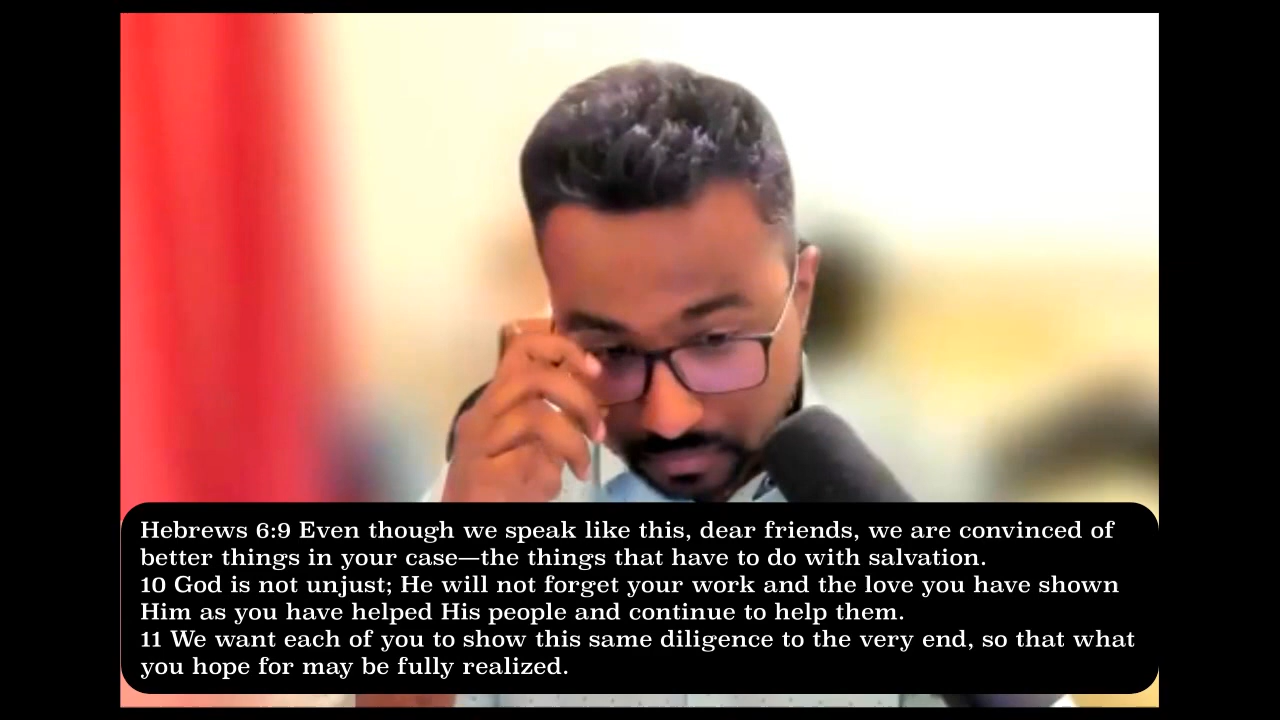 Hebrews 6:9 Even though we speak like this, dear friends, we are convinced of
better things in your case—the things that have to do with salvation.
10 God is not unjust; He will not forget your work and the love you have shown
Him as you have helped His people and continue to help them.
11 We want each of you to show this same diligence to the very end, so that what
you hope for may be fully realized.